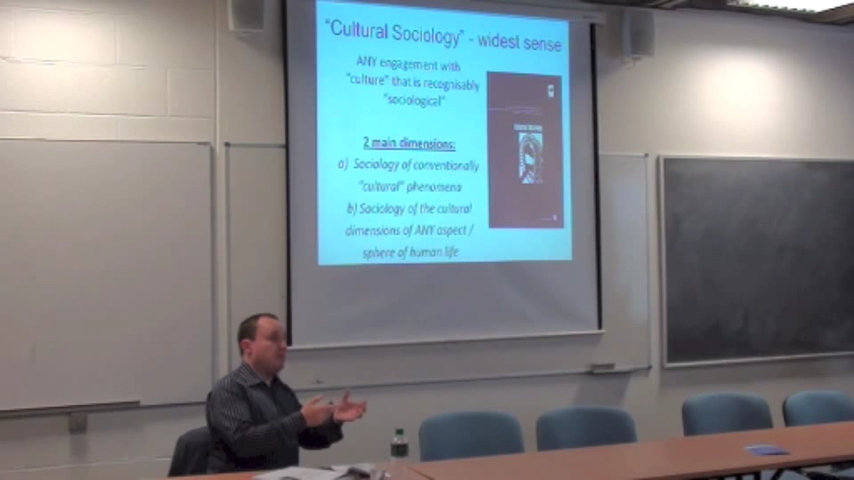 "Cultural Sociology" - widest sense
ANY engagement with
"culture" that is recognisably
"sociological"
2 main dimensions:
a) Sociology of conventionally
"cultural" phenomena
b) Sociology of the cultural
dimensions of ANY aspect /
sphere of human life